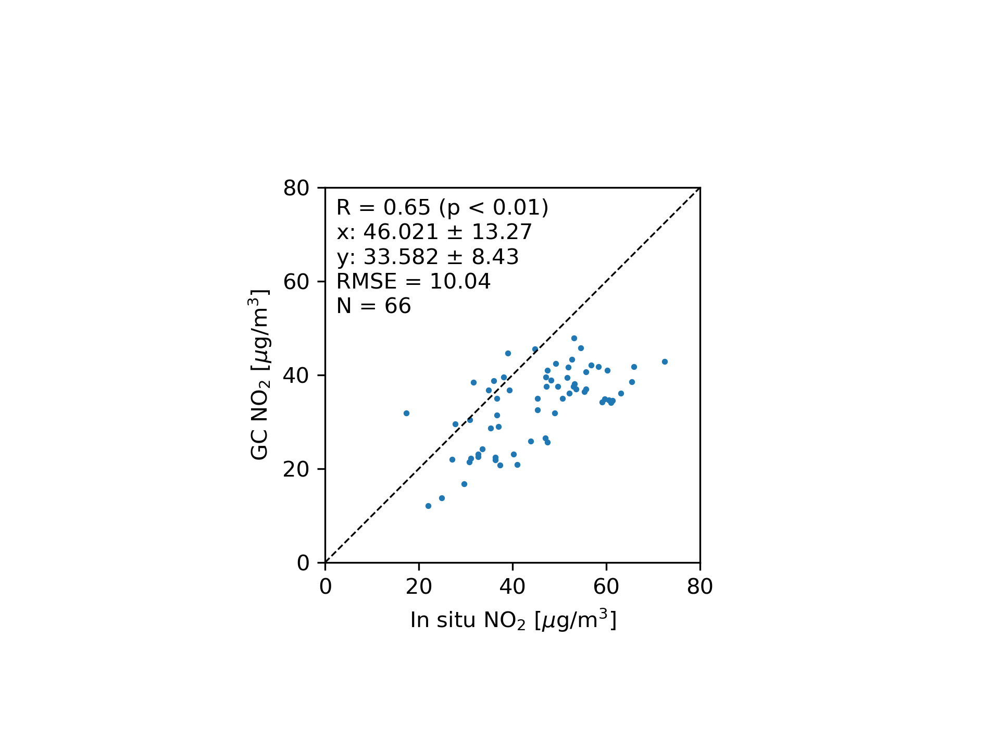 R = 0.65 (p < 0.01)
x: 46.021 ± 13.27
y: 33.582 ± 8.43
RMSE = 10.04
N = 66
80
60
40
20
0
GC NO₂ [μg/m³]
0 20 40 60 80
In situ NO₂ [μg/m³]